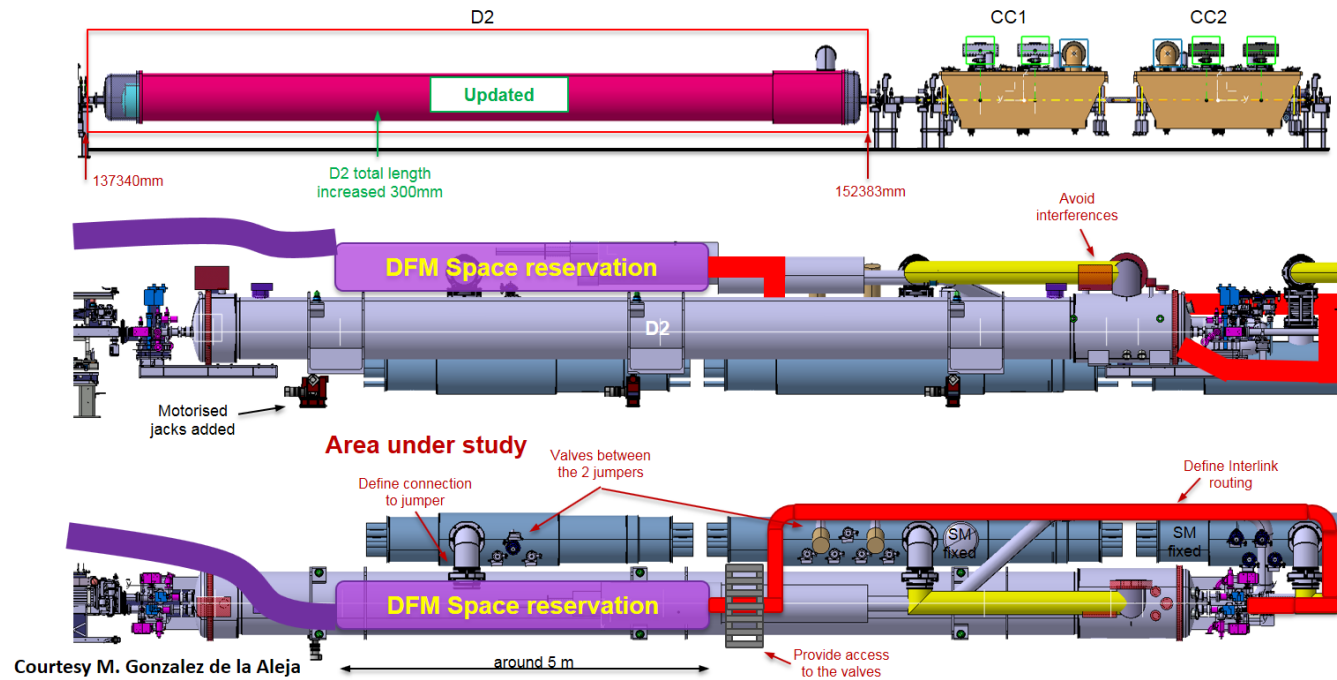 D2
CC1
CC2
Updated
D2 total length
increased 300mm
137340mm
152383mm
Avoid
interferences
DFM Space reservation
D2
Motorised
jacks added
Area under study
Valves between
the 2 jumpers
Define connection
to jumper
Define Interlink
routing
SM
fixed
SM
fixed
DFM Space reservation
around 5 m
Provide access
to the valves
Courtesy M. Gonzalez de la Aleja